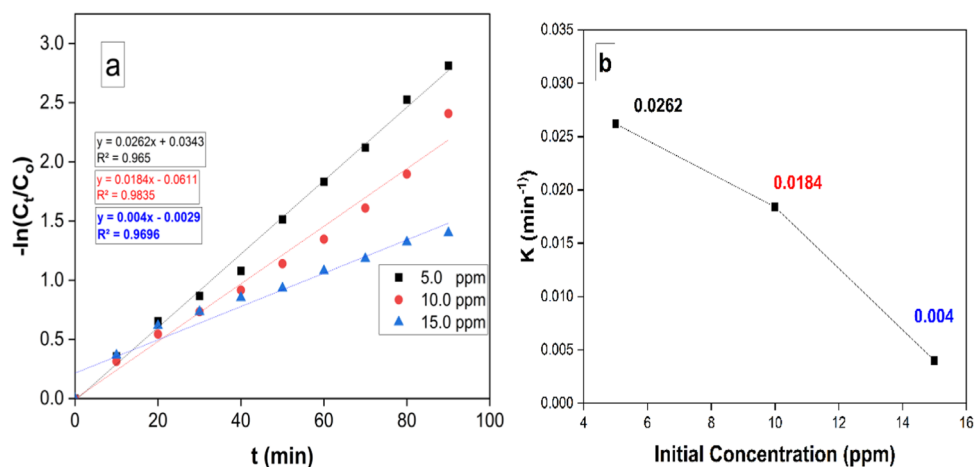 a
-ln(Cₜ/Cₒ)
3.0
2.5
2.0
1.5
1.0
0.5
0.0
y = 0.0262x + 0.0343
R² = 0.965
y = 0.0184x - 0.0611
R² = 0.9835
y = 0.004x - 0.0029
R² = 0.9696
5.0 ppm
10.0 ppm
15.0 ppm
0 20 40 60 80 100
t (min)
b
K (min⁻¹⁾)
0.035
0.030
0.025
0.020
0.015
0.010
0.005
0.000
0.0262
0.0184
0.004
4 6 8 10 12 14 16
Initial Concentration (ppm)